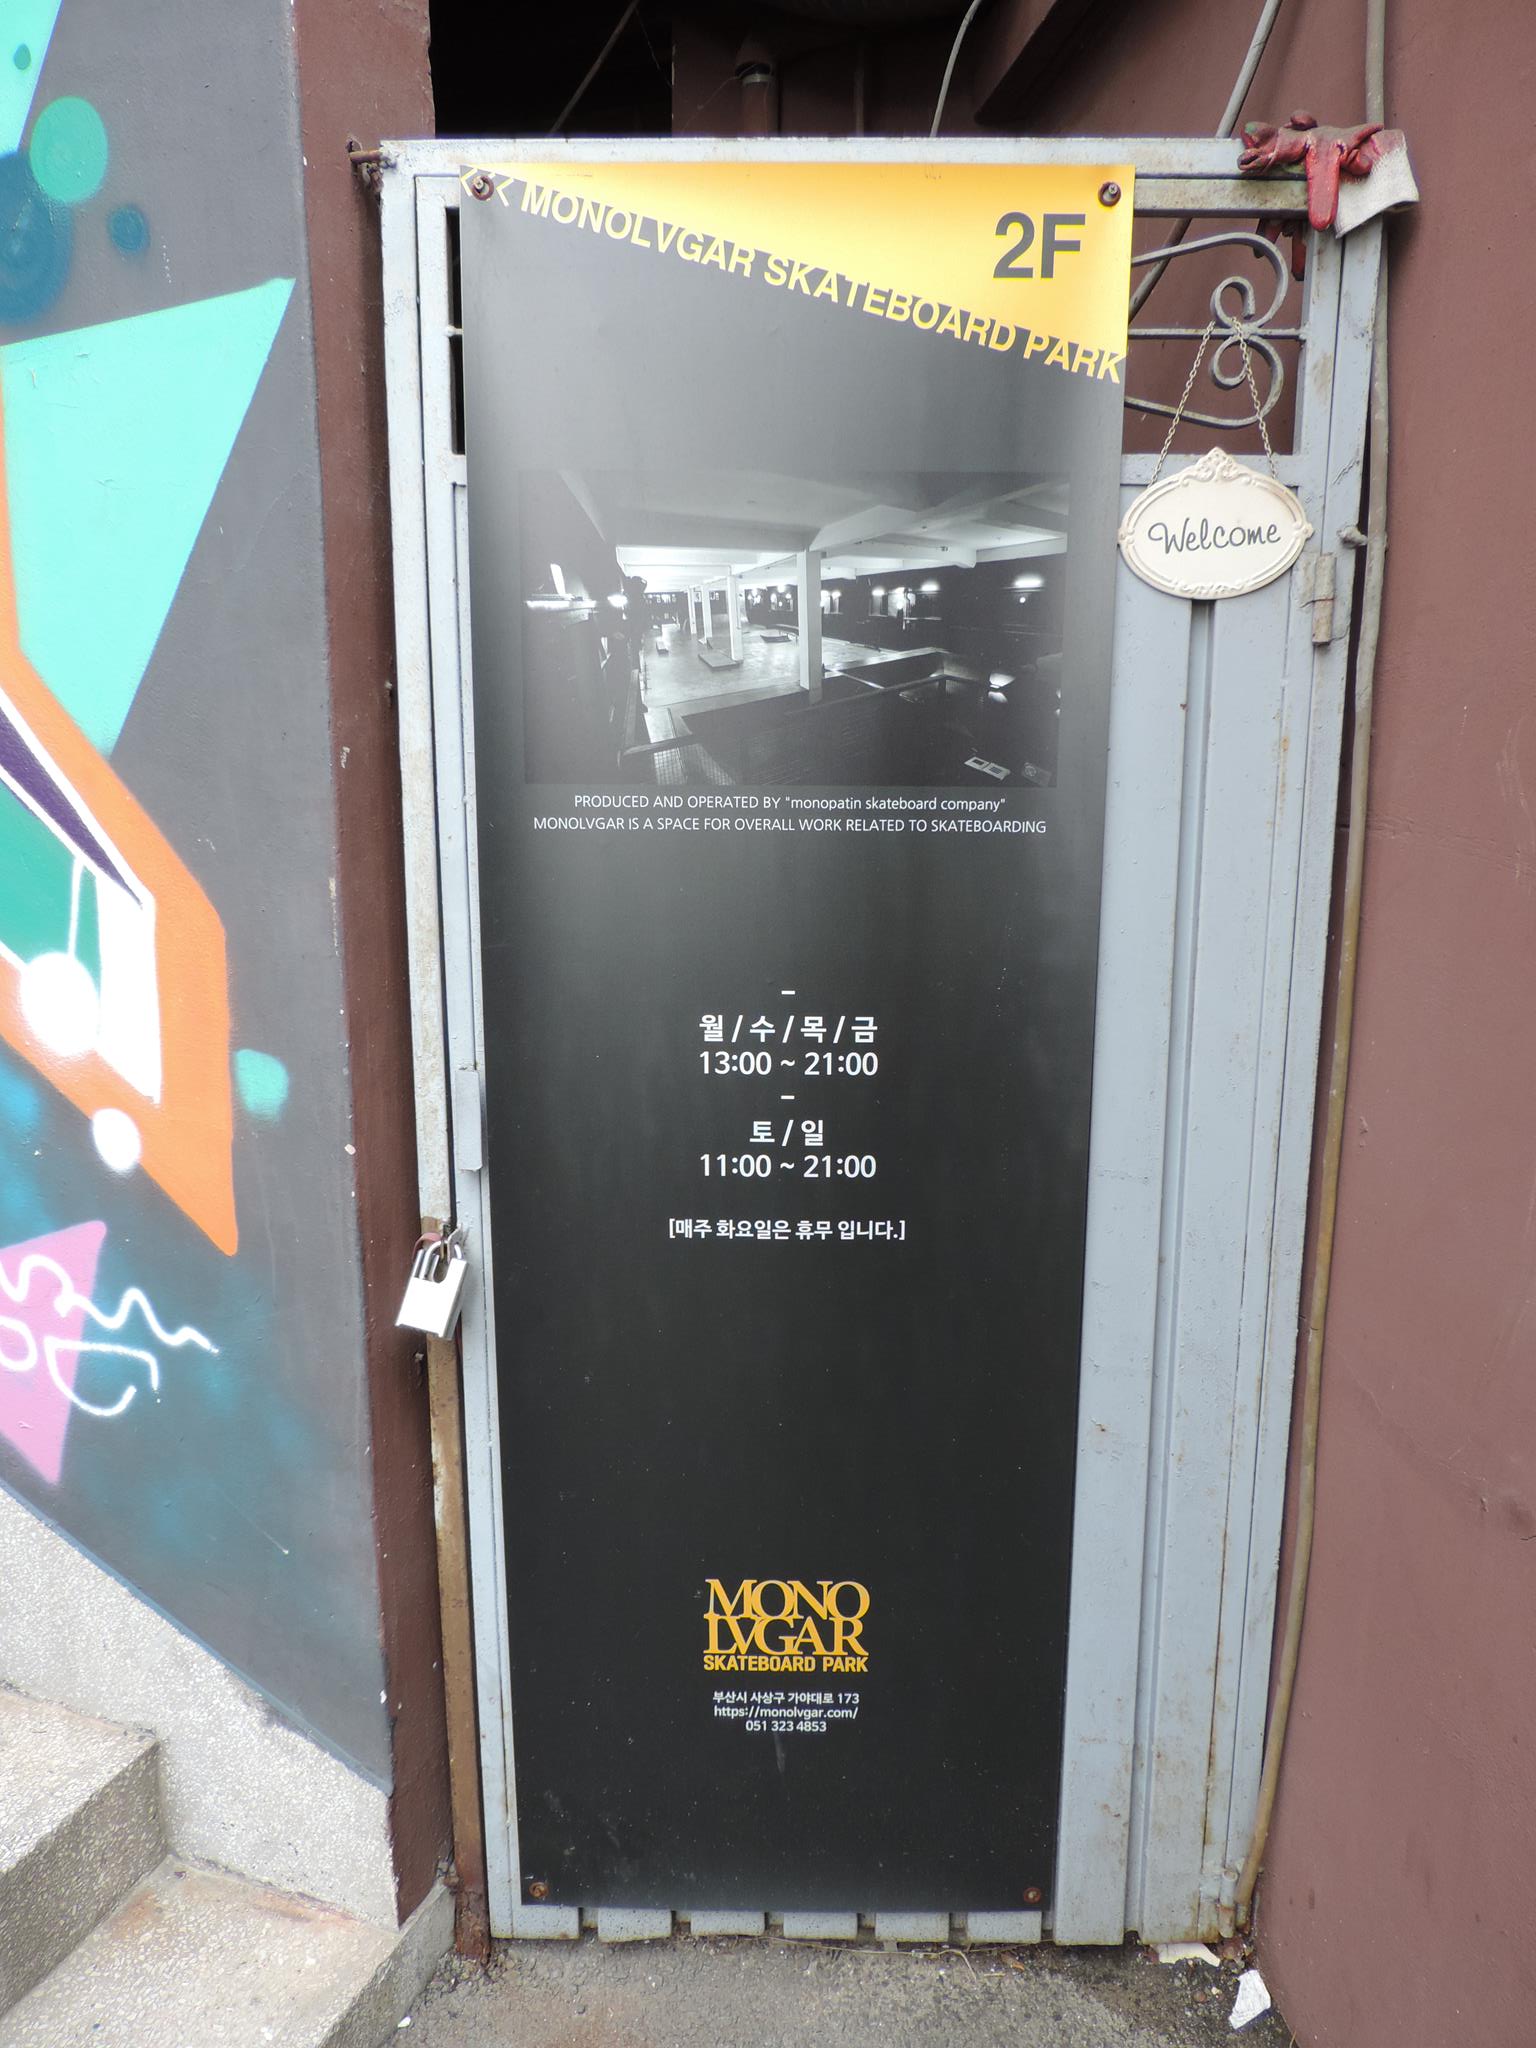 <<< MONOLVGAR SKATEBOARD PARK
2F
Welcome
PRODUCED AND OPERATED BY "monopatin skateboard company"
MONOLVGAR IS A SPACE FOR OVERALL WORK RELATED TO SKATEBOARDING
–
월 / 수 / 목 / 금
13:00 ~ 21:00
–
토 / 일
11:00 ~ 21:00
[매주 화요일은 휴무 입니다.]
MONO
LVGAR
SKATEBOARD PARK
부산시 사상구 가야대로 173
https://monolvgar.com/
051 323 4853